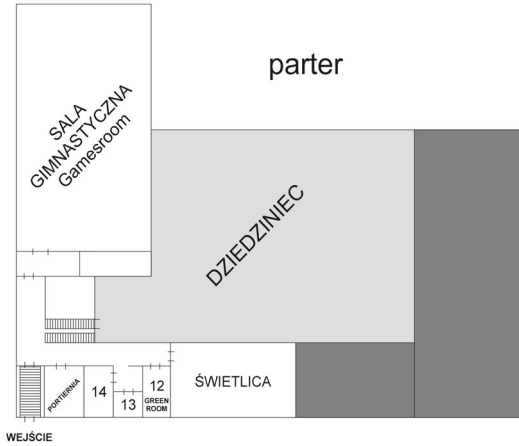 parter
SALA
GIMNASTYCZNA
Gamesroom
DZIEDZINIEC
PORTIERNIA
14
13
12
GREEN
ROOM
ŚWIETLICA
WEJŚCIE